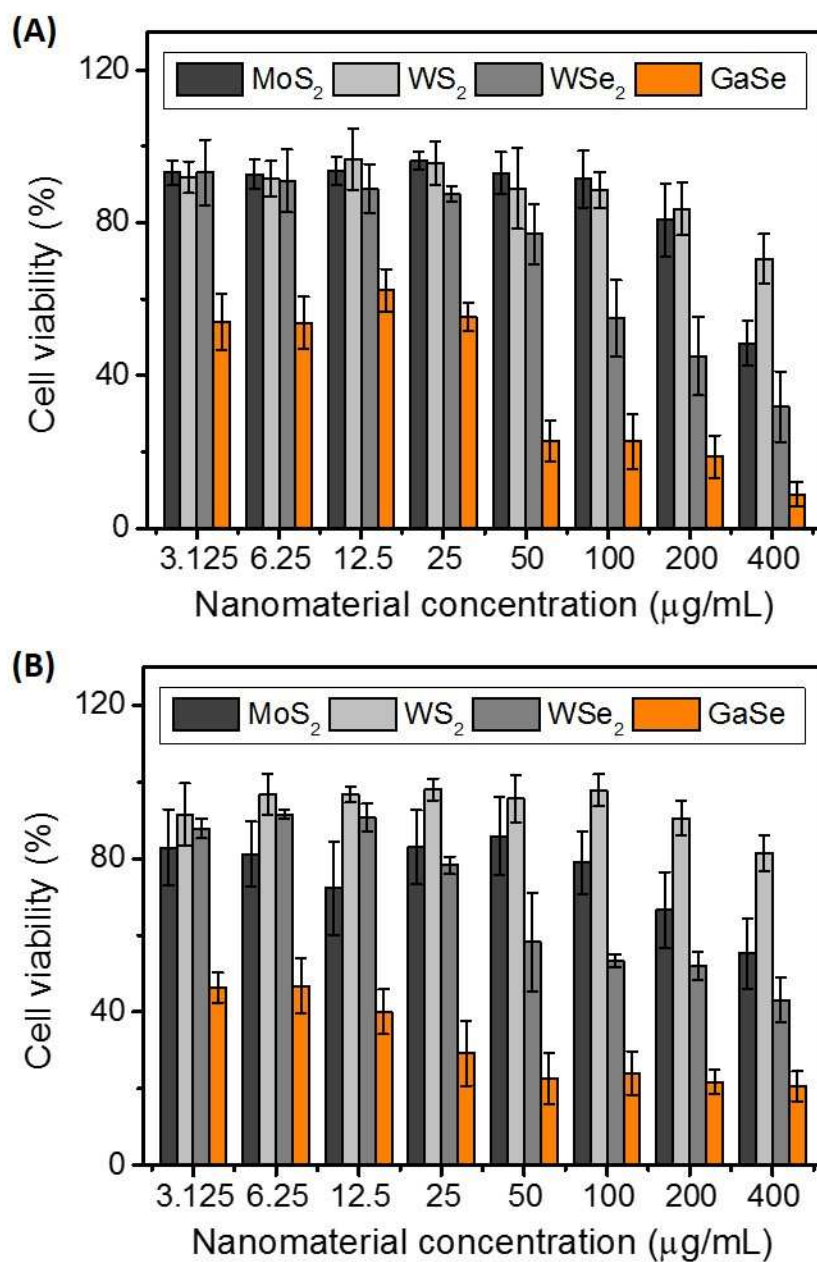 (A)
120
MoS₂ WS₂ WSe₂ GaSe
80
40
0
Cell viability (%)
3.125 6.25 12.5 25 50 100 200 400
Nanomaterial concentration (μg/mL)
(B)
120
MoS₂ WS₂ WSe₂ GaSe
80
40
0
Cell viability (%)
3.125 6.25 12.5 25 50 100 200 400
Nanomaterial concentration (μg/mL)